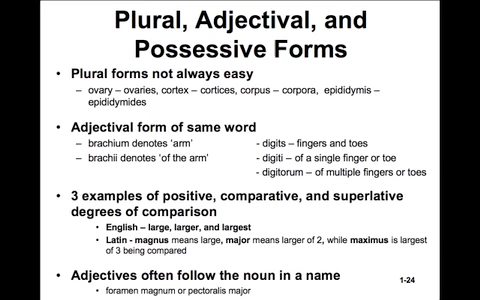 Plural, Adjectival, and
Possessive Forms
• Plural forms not always easy
– ovary – ovaries, cortex – cortices, corpus – corpora, epididymis –
epididymides
• Adjectival form of same word
– brachium denotes ‘arm’ - digits – fingers and toes
– brachii denotes ‘of the arm’ - digiti – of a single finger or toe
- digitorum – of multiple fingers or toes
• 3 examples of positive, comparative, and superlative
degrees of comparison
• English – large, larger, and largest
• Latin - magnus means large, major means larger of 2, while maximus is largest
of 3 being compared
• Adjectives often follow the noun in a name
• foramen magnum or pectoralis major
1-24